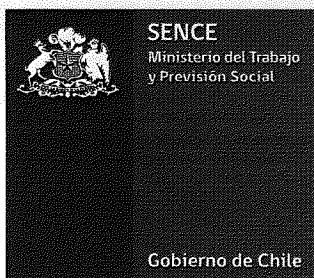 SENCE
Ministerio del Trabajo
y Previsión Social
Gobierno de Chile